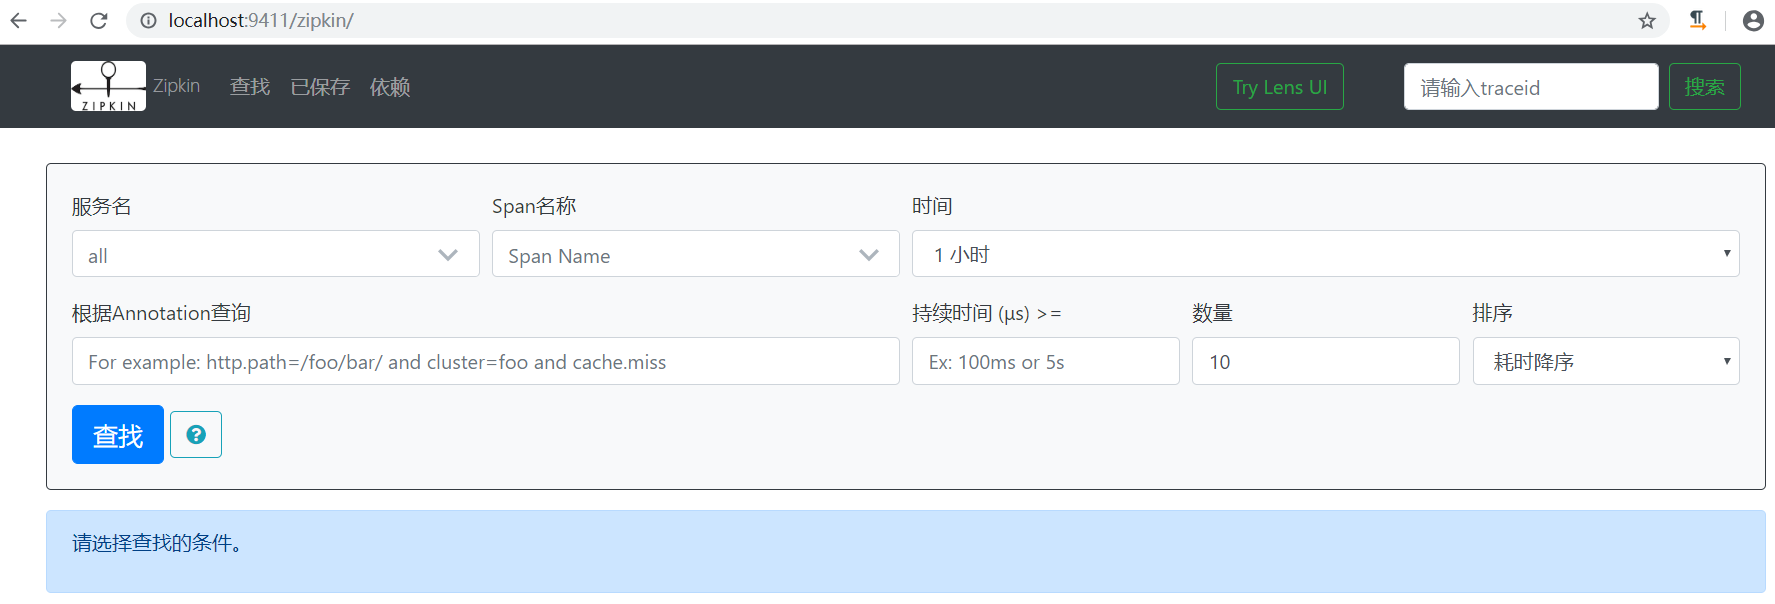 localhost:9411/zipkin/
ZIPKIN Zipkin 查找 已保存 依赖 Try Lens UI 请输入traceid 搜索
服务名 Span名称 时间
all Span Name 1 小时
根据Annotation查询 持续时间 (μs) >= 数量 排序
For example: http.path=/foo/bar/ and cluster=foo and cache.miss Ex: 100ms or 5s 10 耗时降序
查找 ?
请选择查找的条件。